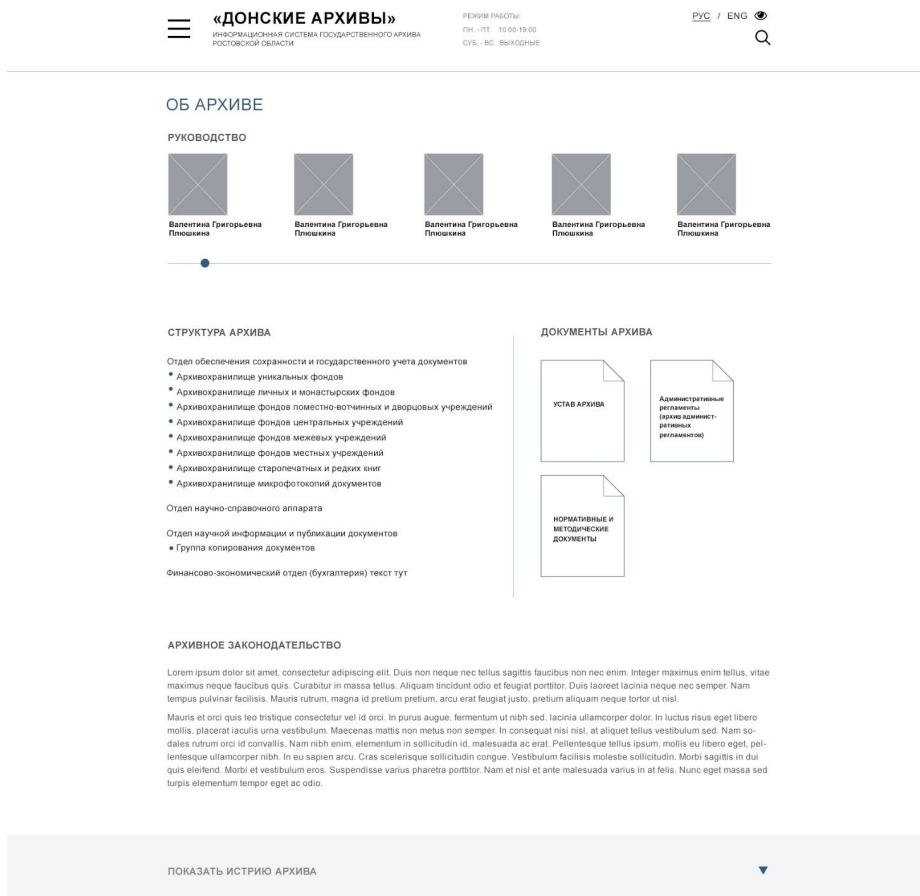 «ДОНСКИЕ АРХИВЫ»
ИНФОРМАЦИОННАЯ СИСТЕМА ГОСУДАРСТВЕННОГО АРХИВА
РОСТОВСКОЙ ОБЛАСТИ
РЕЖИМ РАБОТЫ:
ПН. - ПТ. 10:00-19:00
СУБ. - ВС. ВЫХОДНЫЕ
РУС / ENG
ОБ АРХИВЕ
РУКОВОДСТВО
Валентина Григорьевна
Плюшкина
Валентина Григорьевна
Плюшкина
Валентина Григорьевна
Плюшкина
Валентина Григорьевна
Плюшкина
Валентина Григорьевна
Плюшкина
СТРУКТУРА АРХИВА
Отдел обеспечения сохранности и государственного учета документов
• Архивохранилище уникальных фондов
• Архивохранилище личных и монастырских фондов
• Архивохранилище фондов поместно-вотчинных и дворцовых учреждений
• Архивохранилище фондов центральных учреждений
• Архивохранилище фондов межевых учреждений
• Архивохранилище фондов местных учреждений
• Архивохранилище старопечатных и редких книг
• Архивохранилище микрофотокопий документов
Отдел научно-справочного аппарата
Отдел научной информации и публикации документов
• Группа копирования документов
Финансово-экономический отдел (бухгалтерия) текст тут
ДОКУМЕНТЫ АРХИВА
УСТАВ АРХИВА
Административные
регламенты
(архив админист-
ративных
регламентов)
НОРМАТИВНЫЕ И
МЕТОДИЧЕСКИЕ
ДОКУМЕНТЫ
АРХИВНОЕ ЗАКОНОДАТЕЛЬСТВО
Lorem ipsum dolor sit amet, consectetur adipiscing elit. Duis non neque nec tellus sagittis faucibus non nec enim. Integer maximus enim tellus, vitae
maximus neque faucibus quis. Curabitur in massa tellus. Aliquam tincidunt odio et feugiat porttitor. Duis laoreet lacinia neque nec semper. Nam
tempus pulvinar facilisis. Mauris rutrum, magna id pretium pretium, arcu erat feugiat justo, pretium aliquam neque tortor ut nisl.
Mauris et orci quis leo tristique consectetur vel id orci. In purus augue, fermentum ut nibh sed, lacinia ullamcorper dolor. In luctus risus eget libero
mollis, placerat iaculis urna vestibulum. Maecenas mattis non metus non semper. In consequat nisi nisl, at aliquet tellus vestibulum sed. Nam so-
dales rutrum orci id convallis. Nam nibh enim, elementum in sollicitudin id, malesuada ac erat. Pellentesque tellus ipsum, mollis eu libero eget, pel-
lentesque ullamcorper nibh. In eu sapien arcu. Cras scelerisque sollicitudin congue. Vestibulum facilisis molestie sollicitudin. Morbi sagittis in dui
quis eleifend. Morbi et vestibulum eros. Suspendisse varius pharetra porttitor. Nam et nisl et ante malesuada varius in at felis. Nunc eget massa sed
turpis elementum tempor eget ac odio.
ПОКАЗАТЬ ИСТРИЮ АРХИВА